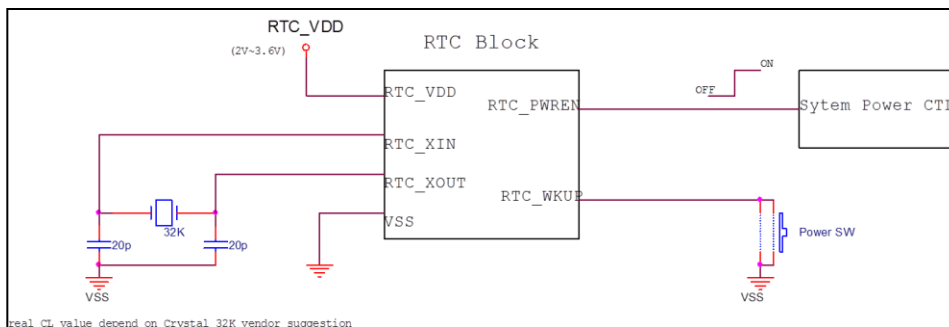 RTC_VDD
(2V~3.6V)
RTC Block
ON
OFF
RTC_VDD
RTC_PWREN
Sytem Power CTL
RTC_XIN
RTC_XOUT
RTC_WKUP
VSS
32K
20p
20p
Power SW
VSS
VSS
real CL value depend on Crystal 32K vendor suggestion